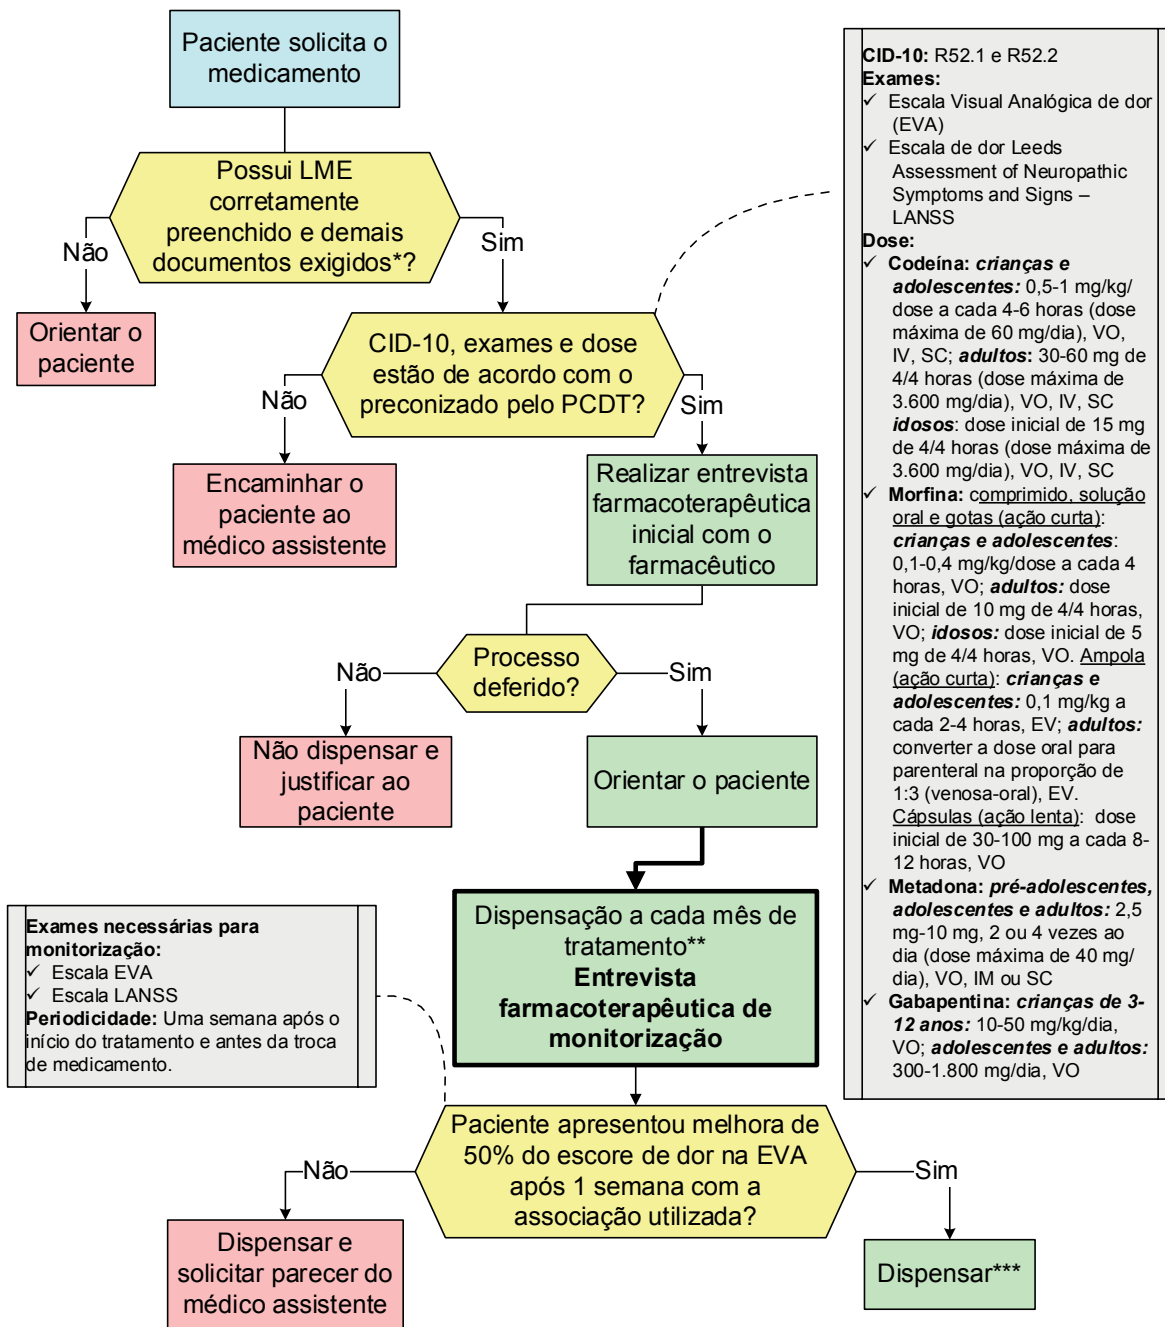 Paciente solicita o
medicamento
Possui LME
corretamente
preenchido e demais
documentos exigidos*?
Não
Sim
Orientar o
paciente
CID-10, exames e dose
estão de acordo com o
preconizado pelo PCDT?
Não
Sim
Encaminhar o
paciente ao
médico assistente
Realizar entrevista
farmacoterapêutica
inicial com o
farmacêutico
Processo
deferido?
Não
Sim
Não dispensar e
justificar ao
paciente
Orientar o paciente
Dispensação a cada mês de
tratamento**
Entrevista
farmacoterapêutica de
monitorização
Exames necessárias para
monitorização:
✓ Escala EVA
✓ Escala LANSS
Periodicidade: Uma semana após o
início do tratamento e antes da troca
de medicamento.
Paciente apresentou melhora de
50% do escore de dor na EVA
após 1 semana com a
associação utilizada?
Não
Sim
Dispensar e
solicitar parecer do
médico assistente
Dispensar***
CID-10: R52.1 e R52.2
Exames:
✓ Escala Visual Analógica de dor
(EVA)
✓ Escala de dor Leeds
Assessment of Neuropathic
Symptoms and Signs –
LANSS
Dose:
✓ Codeína: crianças e
adolescentes: 0,5-1 mg/kg/
dose a cada 4-6 horas (dose
máxima de 60 mg/dia), VO,
IV, SC; adultos: 30-60 mg de
4/4 horas (dose máxima de
3.600 mg/dia), VO, IV, SC
idosos: dose inicial de 15 mg
de 4/4 horas (dose máxima de
3.600 mg/dia), VO, IV, SC
✓ Morfina: comprimido, solução
oral e gotas (ação curta):
crianças e adolescentes:
0,1-0,4 mg/kg/dose a cada 4
horas, VO; adultos: dose
inicial de 10 mg de 4/4 horas,
VO; idosos: dose inicial de 5
mg de 4/4 horas, VO. Ampola
(ação curta): crianças e
adolescentes: 0,1 mg/kg a
cada 2-4 horas, EV; adultos:
converter a dose oral para
parenteral na proporção de
1:3 (venosa-oral), EV.
Cápsulas (ação lenta): dose
inicial de 30-100 mg a cada 8-
12 horas, VO
✓ Metadona: pré-adolescentes,
adolescentes e adultos: 2,5
mg-10 mg, 2 ou 4 vezes ao
dia (dose máxima de 40 mg/
dia), VO, IM ou SC
✓ Gabapentina: crianças de 3-
12 anos: 10-50 mg/kg/dia,
VO; adolescentes e adultos:
300-1.800 mg/dia, VO